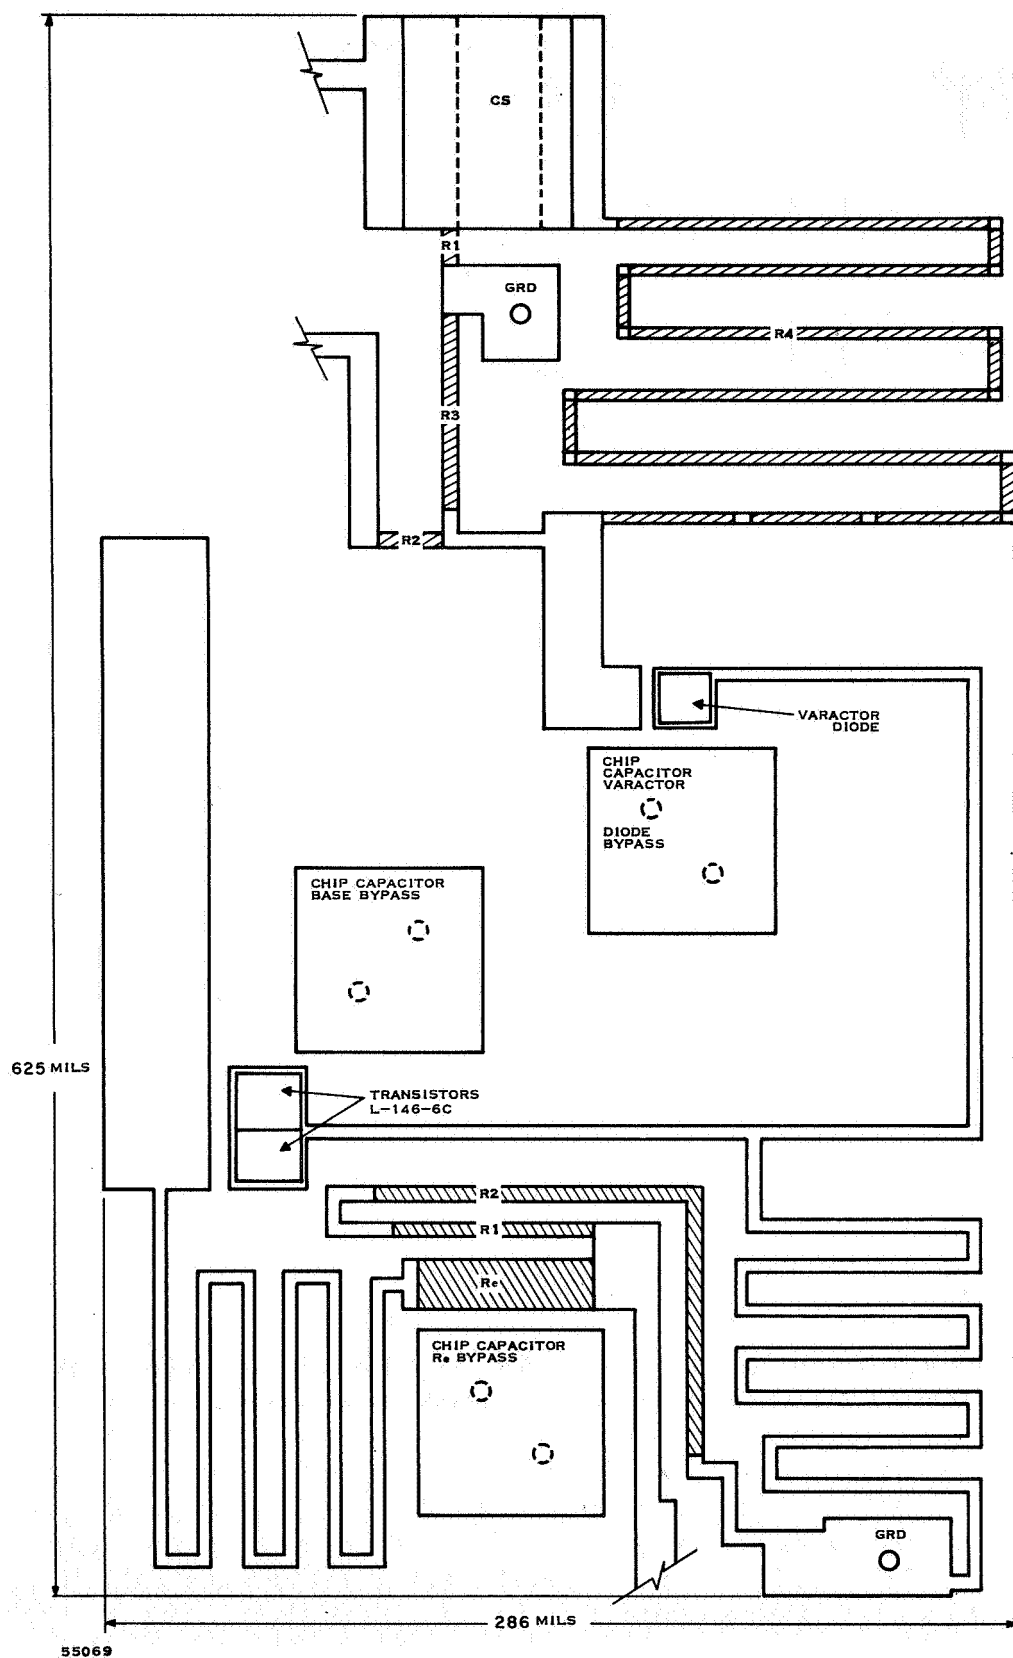 CS
R1
GRD
R4
R3
R2
VARACTOR
DIODE
CHIP
CAPACITOR
VARACTOR
DIODE
BYPASS
CHIP CAPACITOR
BASE BYPASS
625 MILS
TRANSISTORS
L-146-6C
R2
R1
Re
CHIP CAPACITOR
Re BYPASS
GRD
286 MILS
55069